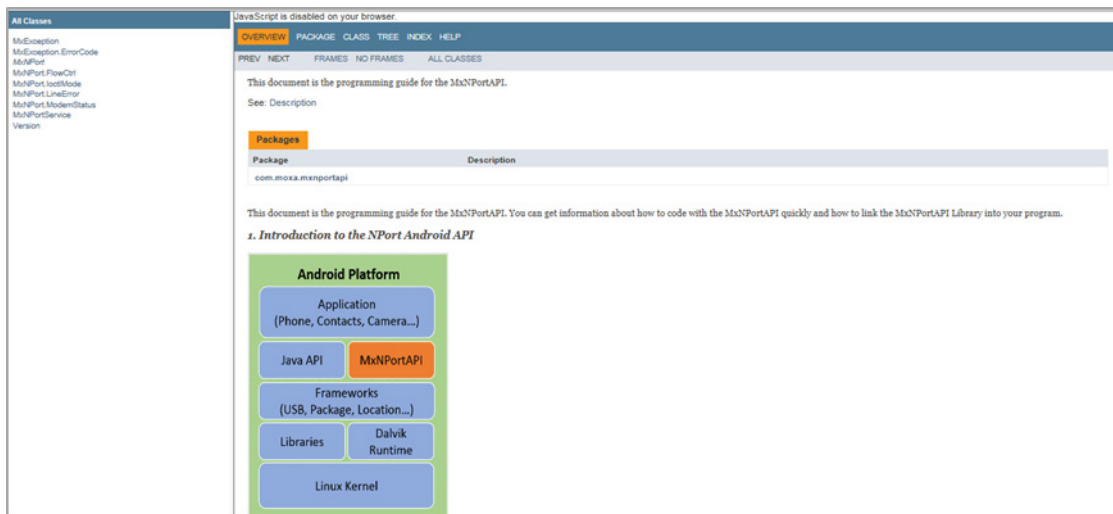 All Classes
MxException
MxException.ErrorCode
MxNPort
MxNPort.FlowCtrl
MxNPort.IoctlMode
MxNPort.LineError
MxNPort.ModemStatus
MxNPortService
Version
JavaScript is disabled on your browser.
OVERVIEW PACKAGE CLASS TREE INDEX HELP
PREV NEXT FRAMES NO FRAMES ALL CLASSES
This document is the programming guide for the MxNPortAPI.
See: Description
Packages
Package Description
com.moxa.mxnportapi
This document is the programming guide for the MxNPortAPI. You can get information about how to code with the MxNPortAPI quickly and how to link the MxNPortAPI Library into your program.
1. Introduction to the NPort Android API
Android Platform
Application
(Phone, Contacts, Camera...)
Java API MxNPortAPI
Frameworks
(USB, Package, Location...)
Libraries Dalvik
Runtime
Linux Kernel